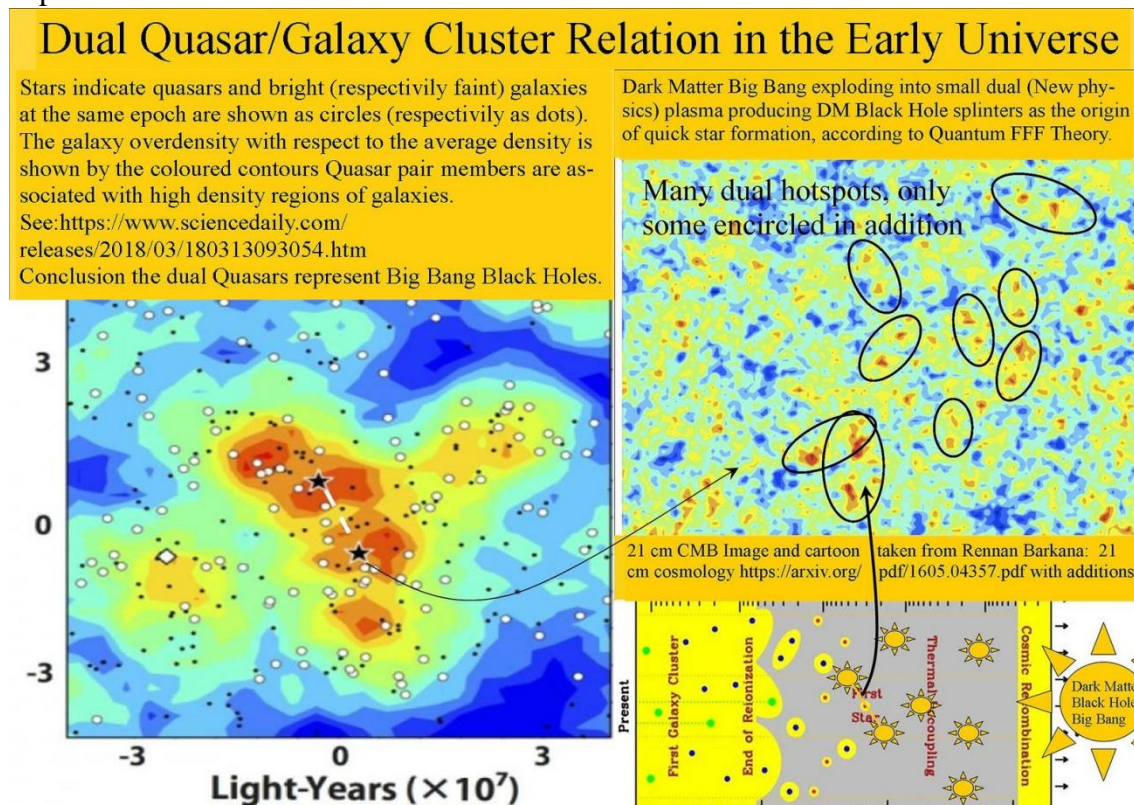 Dual Quasar/Galaxy Cluster Relation in the Early Universe
Stars indicate quasars and bright (respectivily faint) galaxies
at the same epoch are shown as circles (respectivily as dots).
The galaxy overdensity with respect to the average density is
shown by the coloured contours Quasar pair members are as-
sociated with high density regions of galaxies.
See:https://www.sciencedaily.com/
releases/2018/03/180313093054.htm
Conclusion the dual Quasars represent Big Bang Black Holes.
Dark Matter Big Bang exploding into small dual (New phy-
sics) plasma producing DM Black Hole splinters as the origin
of quick star formation, according to Quantum FFF Theory.
Many dual hotspots, only
some encircled in addition
3
0
-3
-3
0
3
Light-Years (×10⁷)
21 cm CMB Image and cartoon taken from Rennan Barkana: 21
cm cosmology https://arxiv.org/ pdf/1605.04357.pdf with additions
Present
First Galaxy Cluster
End of Reionization
First
Star
Cosmic Recombination
Dark Matter
Black Hole
Big Bang